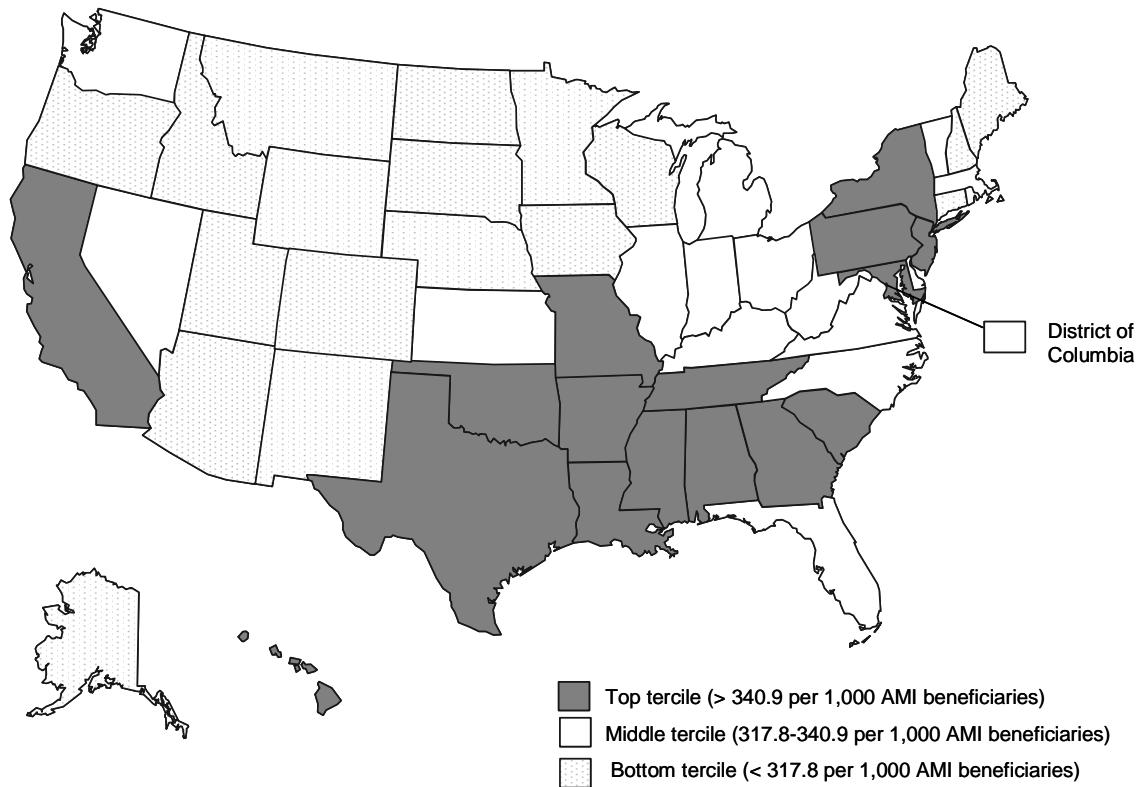 District of
Columbia
Top tercile (> 340.9 per 1,000 AMI beneficiaries)
Middle tercile (317.8-340.9 per 1,000 AMI beneficiaries)
Bottom tercile (< 317.8 per 1,000 AMI beneficiaries)